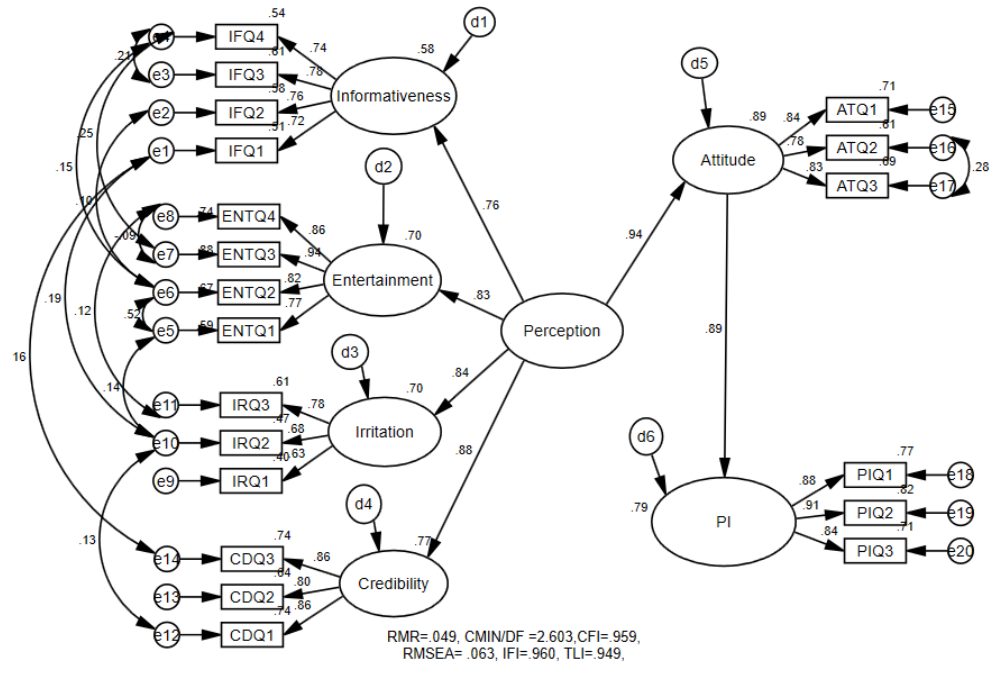 .54
d1
e4
IFQ4
.74
.58
.21
.61
e3
IFQ3
.78
d5
.58
Informativeness
.71
e2
IFQ2
.76
.89
.84
ATQ1
e15
.25
.51
.72
.61
e1
IFQ1
.78
ATQ2
e16
.15
Attitude
.69
.28
d2
.83
ATQ3
e17
.10
.76
.74
e8
ENTQ4
.86
.70
.94
-.09
.88
e7
ENTQ3
.94
.67
Entertainment
e6
ENTQ2
.82
.19
.83
.12
.52
.59
.77
e5
ENTQ1
Perception
.89
d3
16
.61
.70
.84
.14
e11
IRQ3
.78
.47
Irritation
d6
e10
IRQ2
.68
.88
.40
.63
.77
e9
IRQ1
.88
PIQ1
e18
d4
.82
.79
.91
PIQ2
e19
.13
.74
.77
PI
.71
e14
CDQ3
.86
.84
PIQ3
e20
.64
Credibility
e13
CDQ2
.80
.74
.86
e12
CDQ1
RMR=.049, CMIN/DF =2.603,CFI=.959,
RMSEA= .063, IFI=.960, TLI=.949,